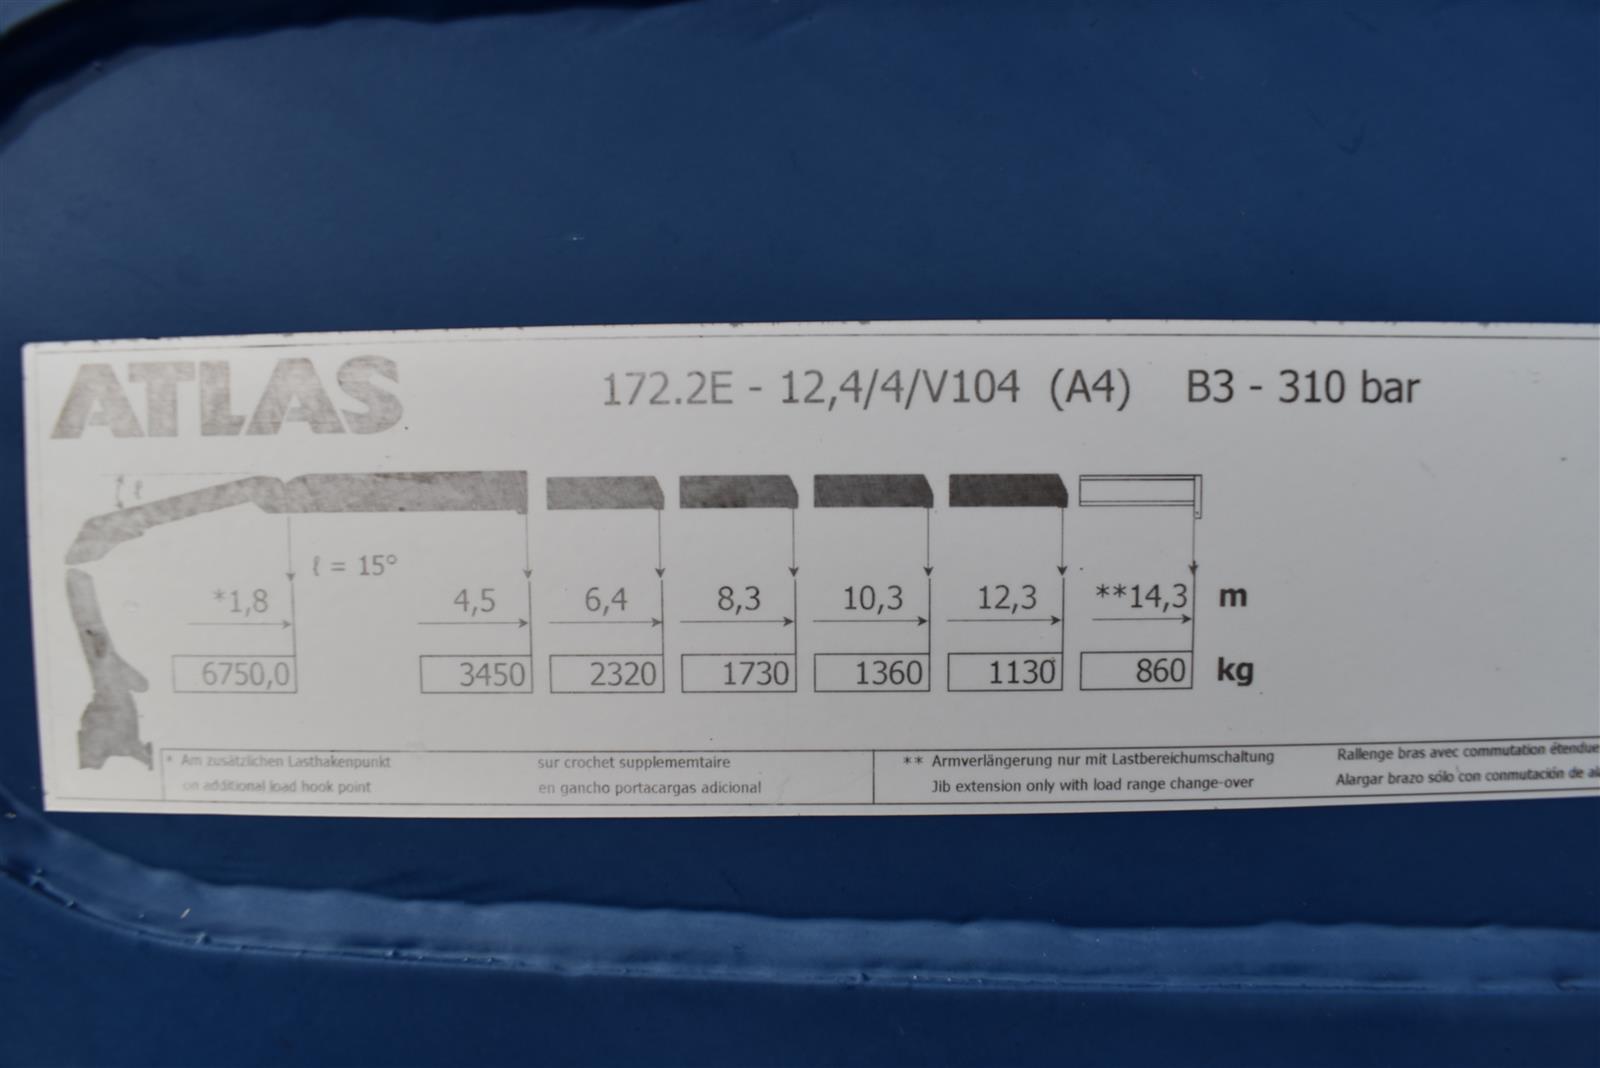 ATLAS
172.2E - 12,4/4/V104 (A4) B3 - 310 bar
ℓ
ℓ = 15°
*1,8 4,5 6,4 8,3 10,3 12,3 **14,3 m
6750,0 3450 2320 1730 1360 1130 860 kg
* Am zusätzlichen Lasthakenpunkt sur crochet supplementaire ** Armverlängerung nur mit Lastbereichumschaltung Rallenge bras avec commutation étendue
on additional load hook point en gancho portacargas adicional Jib extension only with load range change-over Alargar brazo sólo con conmutación de